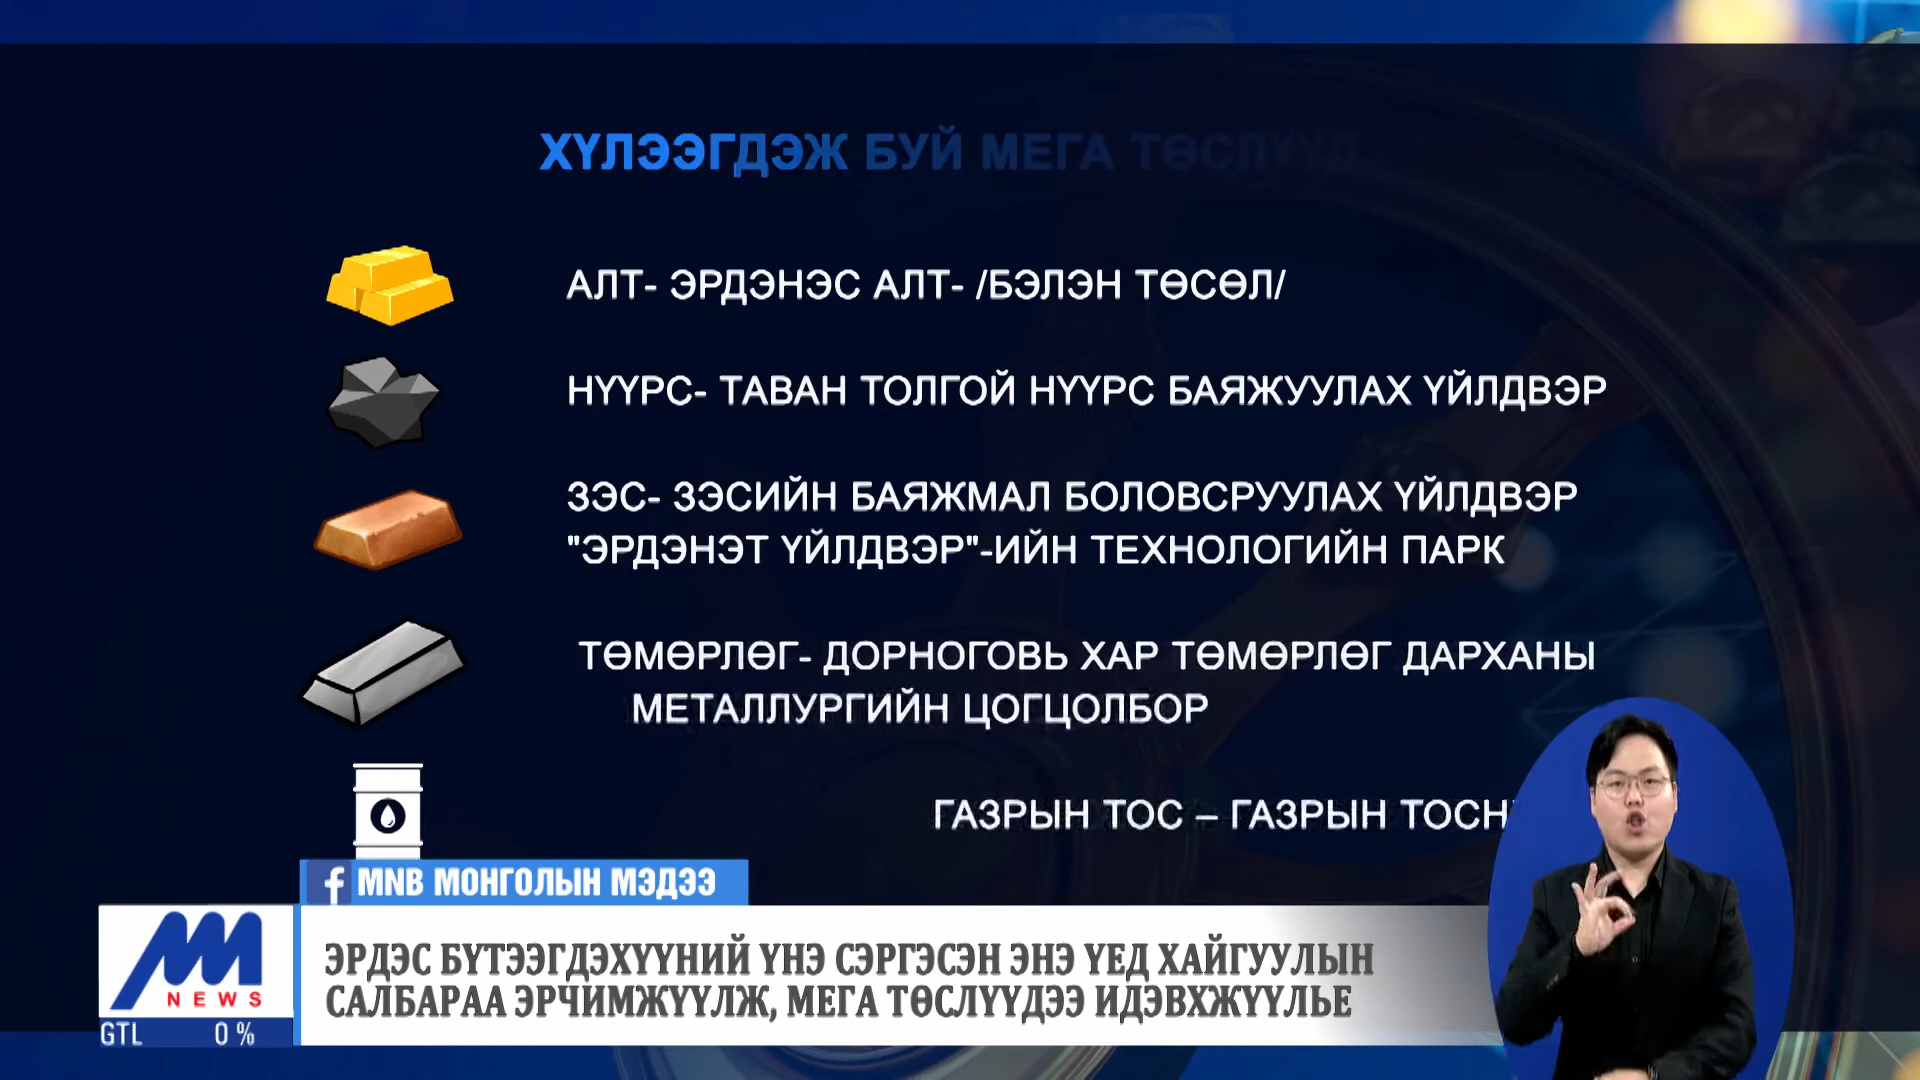 ХҮЛЭЭГДЭЖ БУЙ МЕГА ТӨСЛҮҮД
АЛТ- ЭРДЭНЭС АЛТ- /БЭЛЭН ТӨСӨЛ/
НҮҮРС- ТАВАН ТОЛГОЙ НҮҮРС БАЯЖУУЛАХ ҮЙЛДВЭР
ЗЭС- ЗЭСИЙН БАЯЖМАЛ БОЛОВСРУУЛАХ ҮЙЛДВЭР
"ЭРДЭНЭТ ҮЙЛДВЭР"-ИЙН ТЕХНОЛОГИЙН ПАРК
ТӨМӨРЛӨГ- ДОРНОГОВЬ ХАР ТӨМӨРЛӨГ ДАРХАНЫ
МЕТАЛЛУРГИЙН ЦОГЦОЛБОР
ГАЗРЫН ТОС – ГАЗРЫН
MNB МОНГОЛЫН МЭДЭЭ
NEWS
GTL 0 %
ЭРДЭС БҮТЭЭГДЭХҮҮНИЙ ҮНЭ СЭРГЭСЭН ЭНЭ ҮЕД ХАЙГУУЛЫН
САЛБАРАА ЭРЧИМЖҮҮЛЖ, МЕГА ТӨСЛҮҮДЭЭ ИДЭВХЖҮҮЛЬЕ